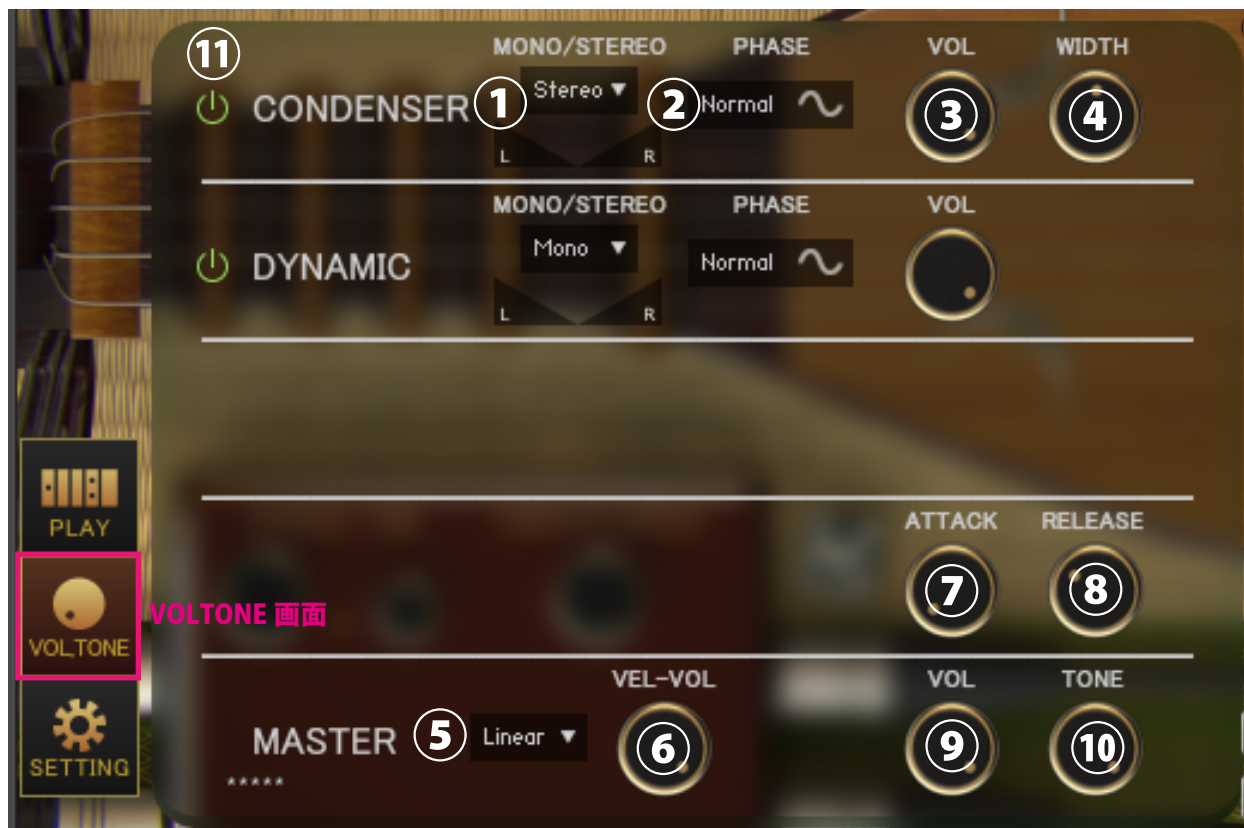 ⑪
MONO/STEREO PHASE VOL WIDTH
CONDENSER ① Stereo ▼ ② Normal ③ ④
L R
MONO/STEREO PHASE VOL
DYNAMIC Mono ▼ Normal
L R
ATTACK RELEASE
⑦ ⑧
PLAY
VOLTONE 画面
VOL,TONE
VEL-VOL VOL TONE
MASTER ⑤ Linear ▼ ⑥ ⑨ ⑩
*****
SETTING